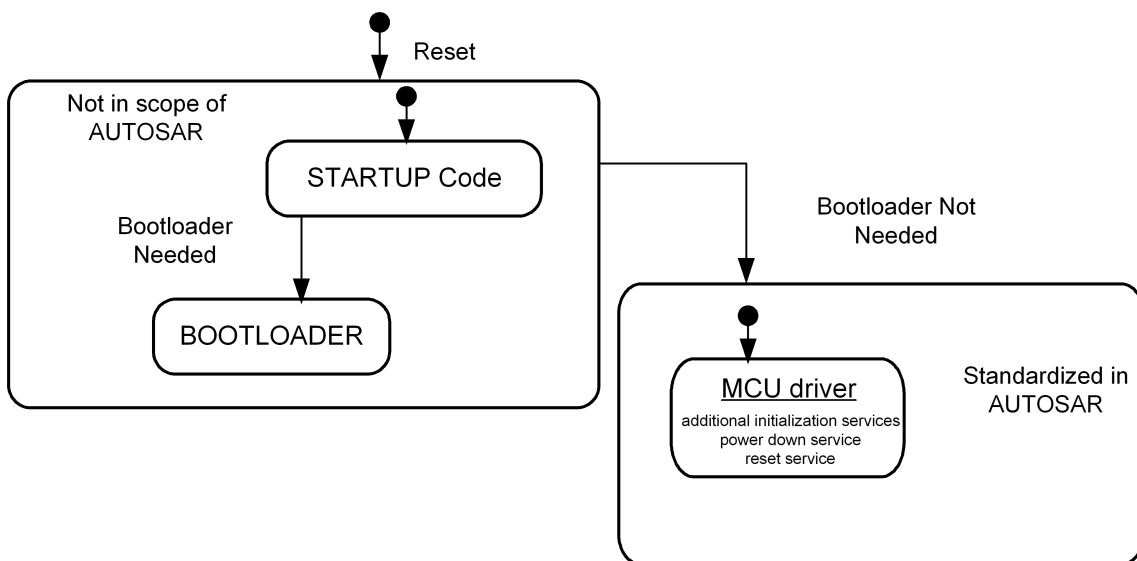 Reset
Not in scope of
AUTOSAR
STARTUP Code
Bootloader
Needed
BOOTLOADER
Bootloader Not
Needed
MCU driver
additional initialization services
power down service
reset service
Standardized in
AUTOSAR